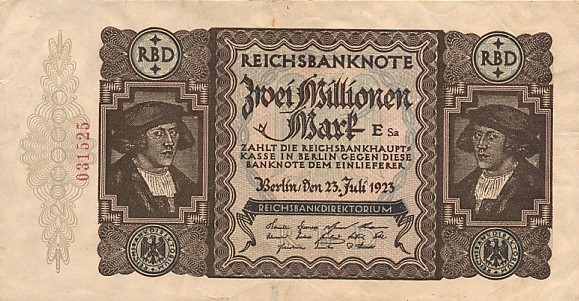 RBD
RBD
REICHSBANKNOTE
Zwei Millionen
Mark E Sa
ZAHLT DIE REICHSBANKHAUPT-
KASSE IN BERLIN GEGEN DIESE
BANKNOTE DEM EINLIEFERER
Berlin, den 23. Juli 1923
REICHSBANKDIREKTORIUM
031525